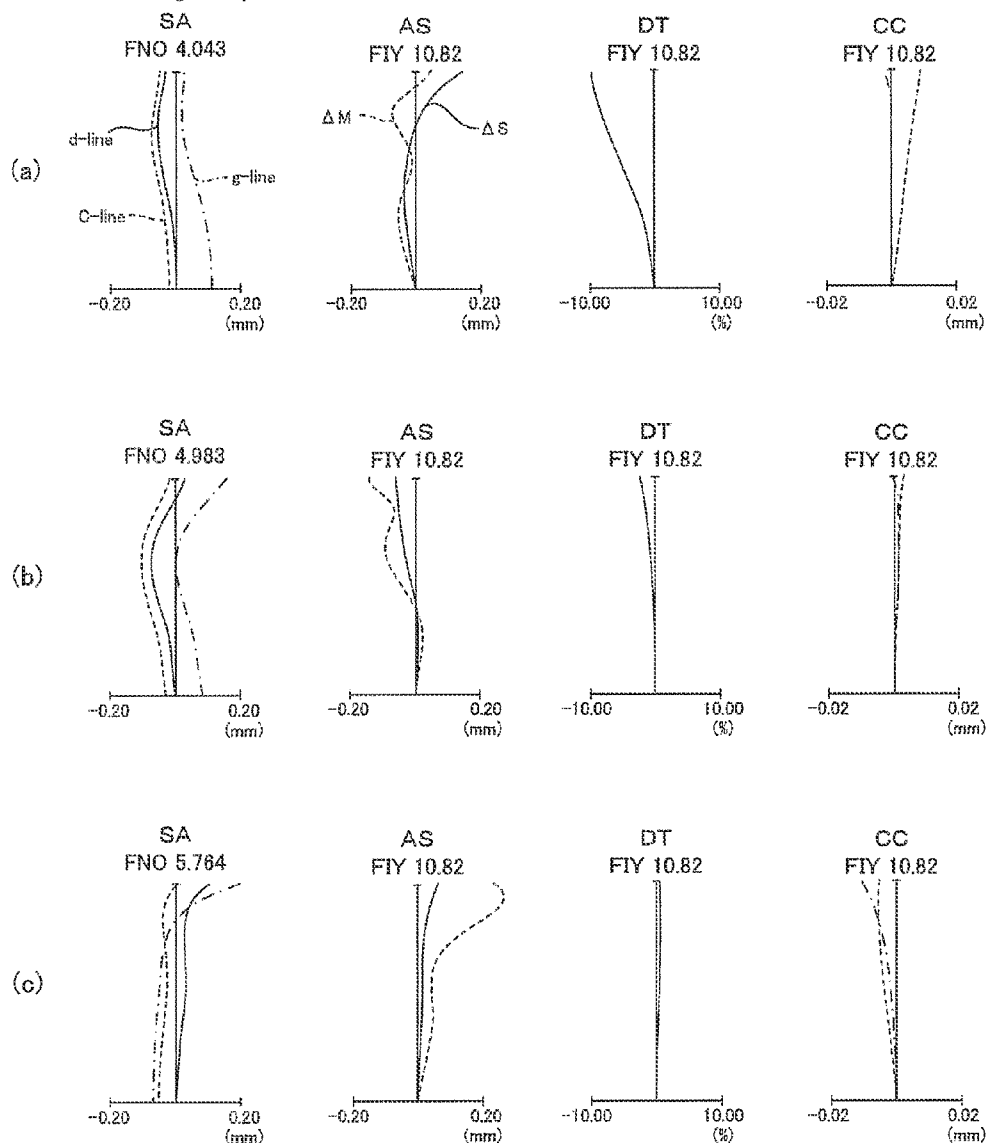 SA AS DT CC
FNO 4.043 FIY 10.82 FIY 10.82 FIY 10.82
ΔM
d-line ΔS
(a)
g-line
C-line
-0.20 0.20 -0.20 0.20 -10.00 10.00 -0.02 0.02
(mm) (mm) (%) (mm)
SA AS DT CC
FNO 4.983 FIY 10.82 FIY 10.82 FIY 10.82
(b)
-0.20 0.20 -0.20 0.20 -10.00 10.00 -0.02 0.02
(mm) (mm) (%) (mm)
SA AS DT CC
FNO 5.764 FIY 10.82 FIY 10.82 FIY 10.82
(c)
-0.20 0.20 -0.20 0.20 -10.00 10.00 -0.02 0.02
(mm) (mm) (%) (mm)